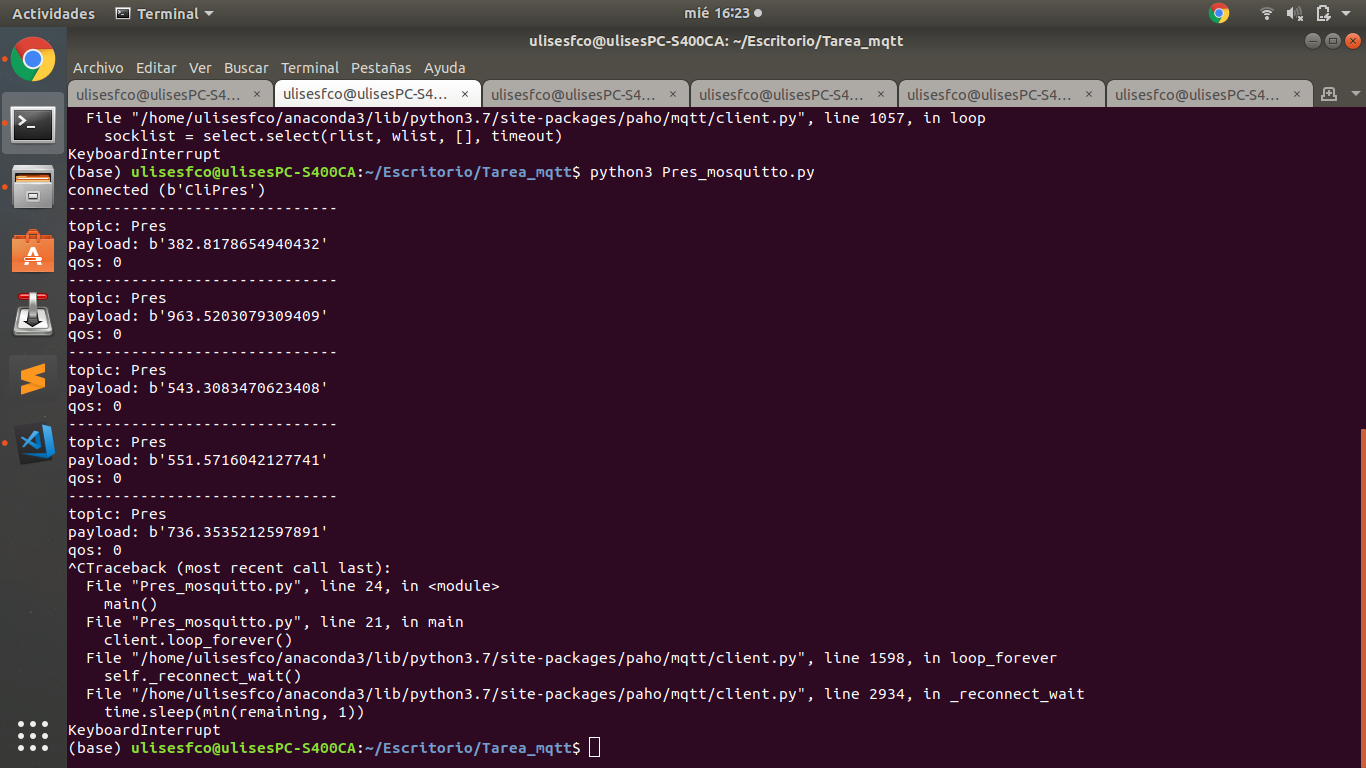 Actividades Terminal mié 16:23
ulisesfco@ulisesPC-S400CA: ~/Escritorio/Tarea_mqtt
Archivo Editar Ver Buscar Terminal Pestañas Ayuda
ulisesfco@ulisesPC-S4... × ulisesfco@ulisesPC-S4... × ulisesfco@ulisesPC-S4... × ulisesfco@ulisesPC-S4... × ulisesfco@ulisesPC-S4... × ulisesfco@ulisesPC-S4... ×
  File "/home/ulisesfco/anaconda3/lib/python3.7/site-packages/paho/mqtt/client.py", line 1057, in loop
    socklist = select.select(rlist, wlist, [], timeout)
KeyboardInterrupt
(base) ulisesfco@ulisesPC-S400CA:~/Escritorio/Tarea_mqtt$ python3 Pres_mosquitto.py
connected (b'CliPres')
------------------------------
topic: Pres
payload: b'382.8178654940432'
qos: 0
------------------------------
topic: Pres
payload: b'963.5203079309409'
qos: 0
------------------------------
topic: Pres
payload: b'543.3083470623408'
qos: 0
------------------------------
topic: Pres
payload: b'551.5716042127741'
qos: 0
------------------------------
topic: Pres
payload: b'736.3535212597891'
qos: 0
^CTraceback (most recent call last):
  File "Pres_mosquitto.py", line 24, in <module>
    main()
  File "Pres_mosquitto.py", line 21, in main
    client.loop_forever()
  File "/home/ulisesfco/anaconda3/lib/python3.7/site-packages/paho/mqtt/client.py", line 1598, in loop_forever
    self._reconnect_wait()
  File "/home/ulisesfco/anaconda3/lib/python3.7/site-packages/paho/mqtt/client.py", line 2934, in _reconnect_wait
    time.sleep(min(remaining, 1))
KeyboardInterrupt
(base) ulisesfco@ulisesPC-S400CA:~/Escritorio/Tarea_mqtt$